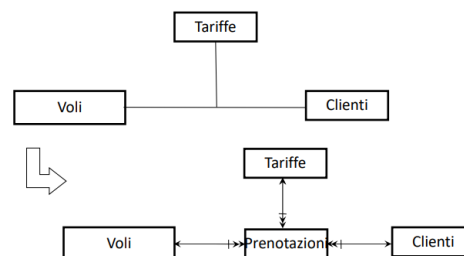 Tariffe
Voli
Clienti
Tariffe
Voli
Prenotazioni
Clienti